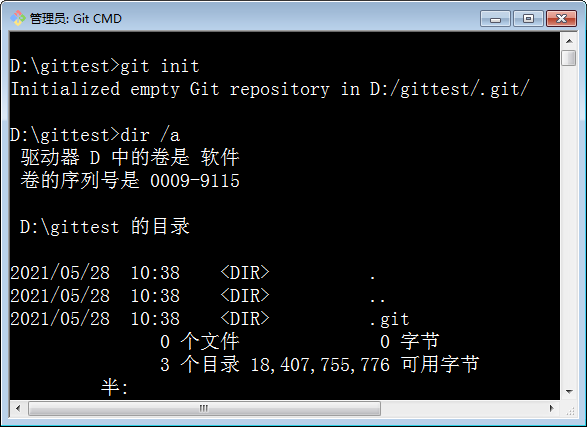 管理员: Git CMD
D:\gittest>git init
Initialized empty Git repository in D:/gittest/.git/
D:\gittest>dir /a
驱动器 D 中的卷是 软件
卷的序列号是 0009-9115
D:\gittest 的目录
2021/05/28  10:38    <DIR>          .
2021/05/28  10:38    <DIR>          ..
2021/05/28  10:38    <DIR>          .git
0 个文件              0 字节
3 个目录 18,407,755,776 可用字节
半: